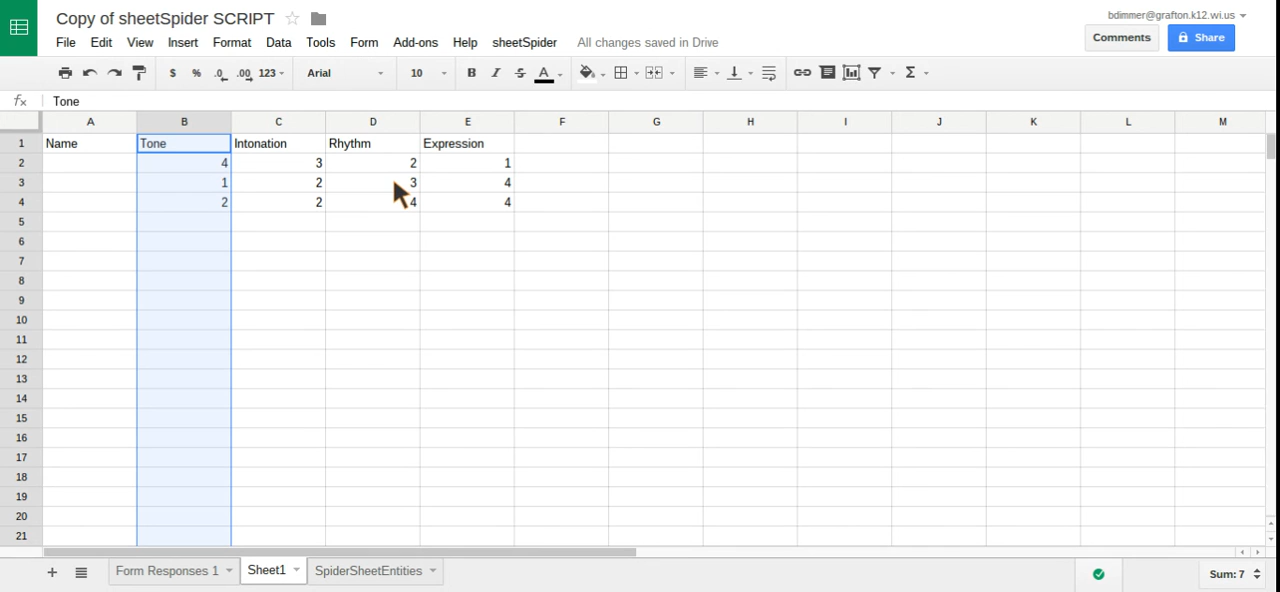 Copy of sheetSpider SCRIPT
bdimmer@grafton.k12.wi.us
File Edit View Insert Format Data Tools Form Add-ons Help sheetSpider All changes saved in Drive
Comments Share
$ % .0 .00 123 Arial 10 B I S A Σ
fx Tone
A B C D E F G H I J K L M
1 Name Tone Intonation Rhythm Expression
2 4 3 2 1
3 1 2 3 4
4 2 2 4 4
5
6
7
8
9
10
11
12
13
14
15
16
17
18
19
20
21
+ Form Responses 1 Sheet1 SpiderSheetEntities Sum: 7